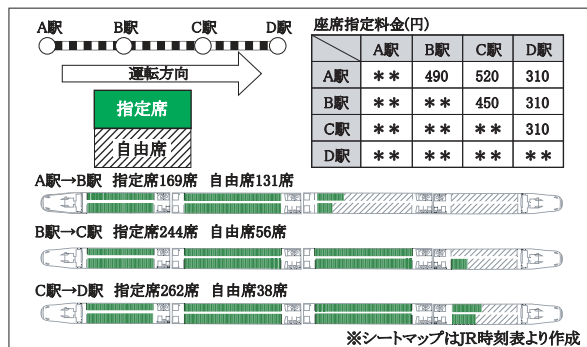 A駅 B駅 C駅 D駅
運転方向
指定席
自由席
座席指定料金(円)
A駅 B駅 C駅 D駅
A駅 ** 490 520 310
B駅 ** ** 450 310
C駅 ** ** ** 310
D駅 ** ** ** **
A駅→B駅 指定席169席 自由席131席
B駅→C駅 指定席244席 自由席56席
C駅→D駅 指定席262席 自由席38席
※シートマップはJR時刻表より作成